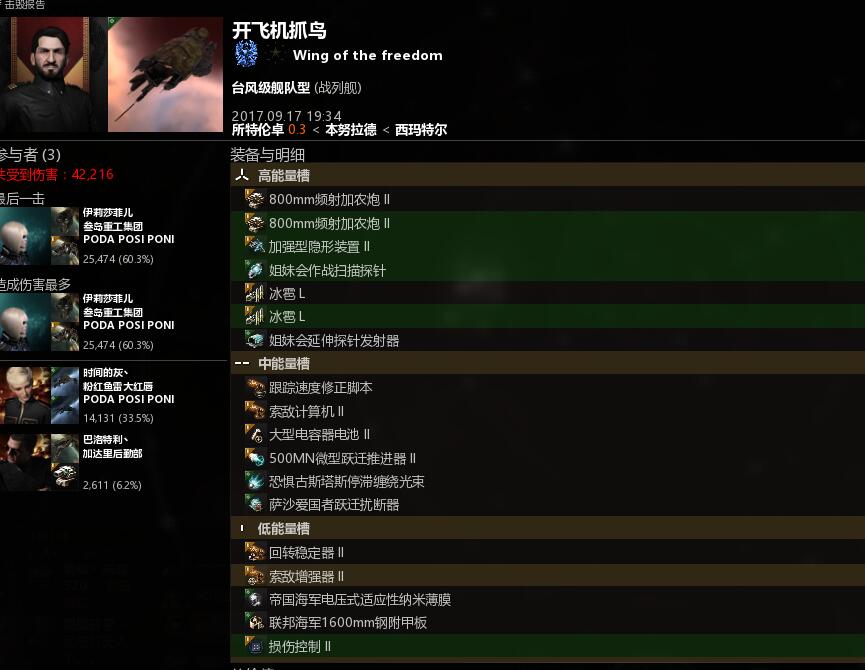 击毁报告
开飞机抓鸟
Wing of the freedom
台风级舰队型 (战列舰)
2017.09.17 19:34
所特伦卓 0.3 < 本努拉德 < 西玛特尔
参与者 (3)
共受到伤害：42,216
最后一击
伊莉莎菲儿
叁岛重工集团
PODA POSI PONI
25,474 (60.3%)
造成伤害最多
伊莉莎菲儿
叁岛重工集团
PODA POSI PONI
25,474 (60.3%)
时间的灰丶
粉红鱼雷大红唇
PODA POSI PONI
14,131 (33.5%)
巴洛特利丶
加达里后勤部
2,611 (6.2%)
装备与明细
高能量槽
800mm频射加农炮 II
800mm频射加农炮 II
加强型隐形装置 II
姐妹会作战扫描探针
冰雹 L
冰雹 L
姐妹会延伸探针发射器
中能量槽
跟踪速度修正脚本
索敌计算机 II
大型电容器电池 II
500MN微型跃迁推进器 II
恐惧古斯塔斯停滞缠绕光束
萨沙爱国者跃迁扰断器
低能量槽
回转稳定器 II
索敌增强器 II
帝国海军电压式适应性纳米薄膜
联邦海军1600mm钢附甲板
损伤控制 II